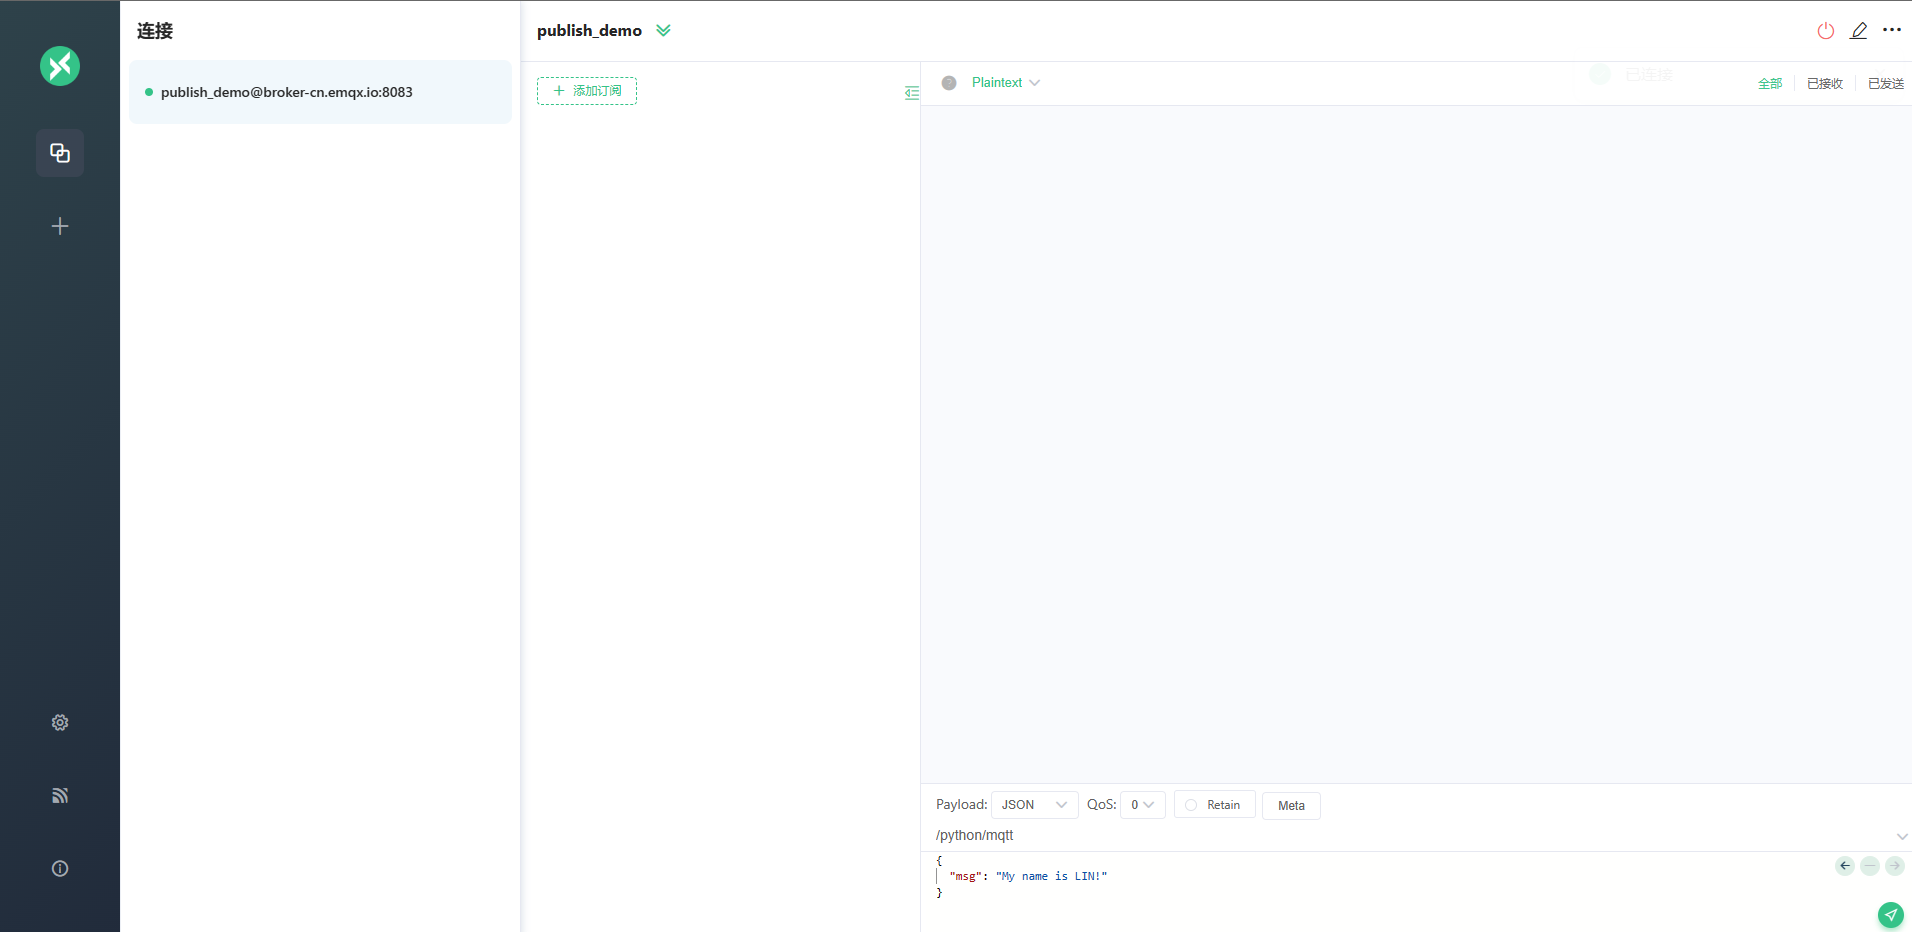 连接
publish_demo@broker-cn.emqx.io:8083
publish_demo
添加订阅
Plaintext
已连接
全部
已接收
已发送
Payload: JSON QoS: 0 Retain Meta
/python/mqtt
{
"msg": "My name is LIN!"
}